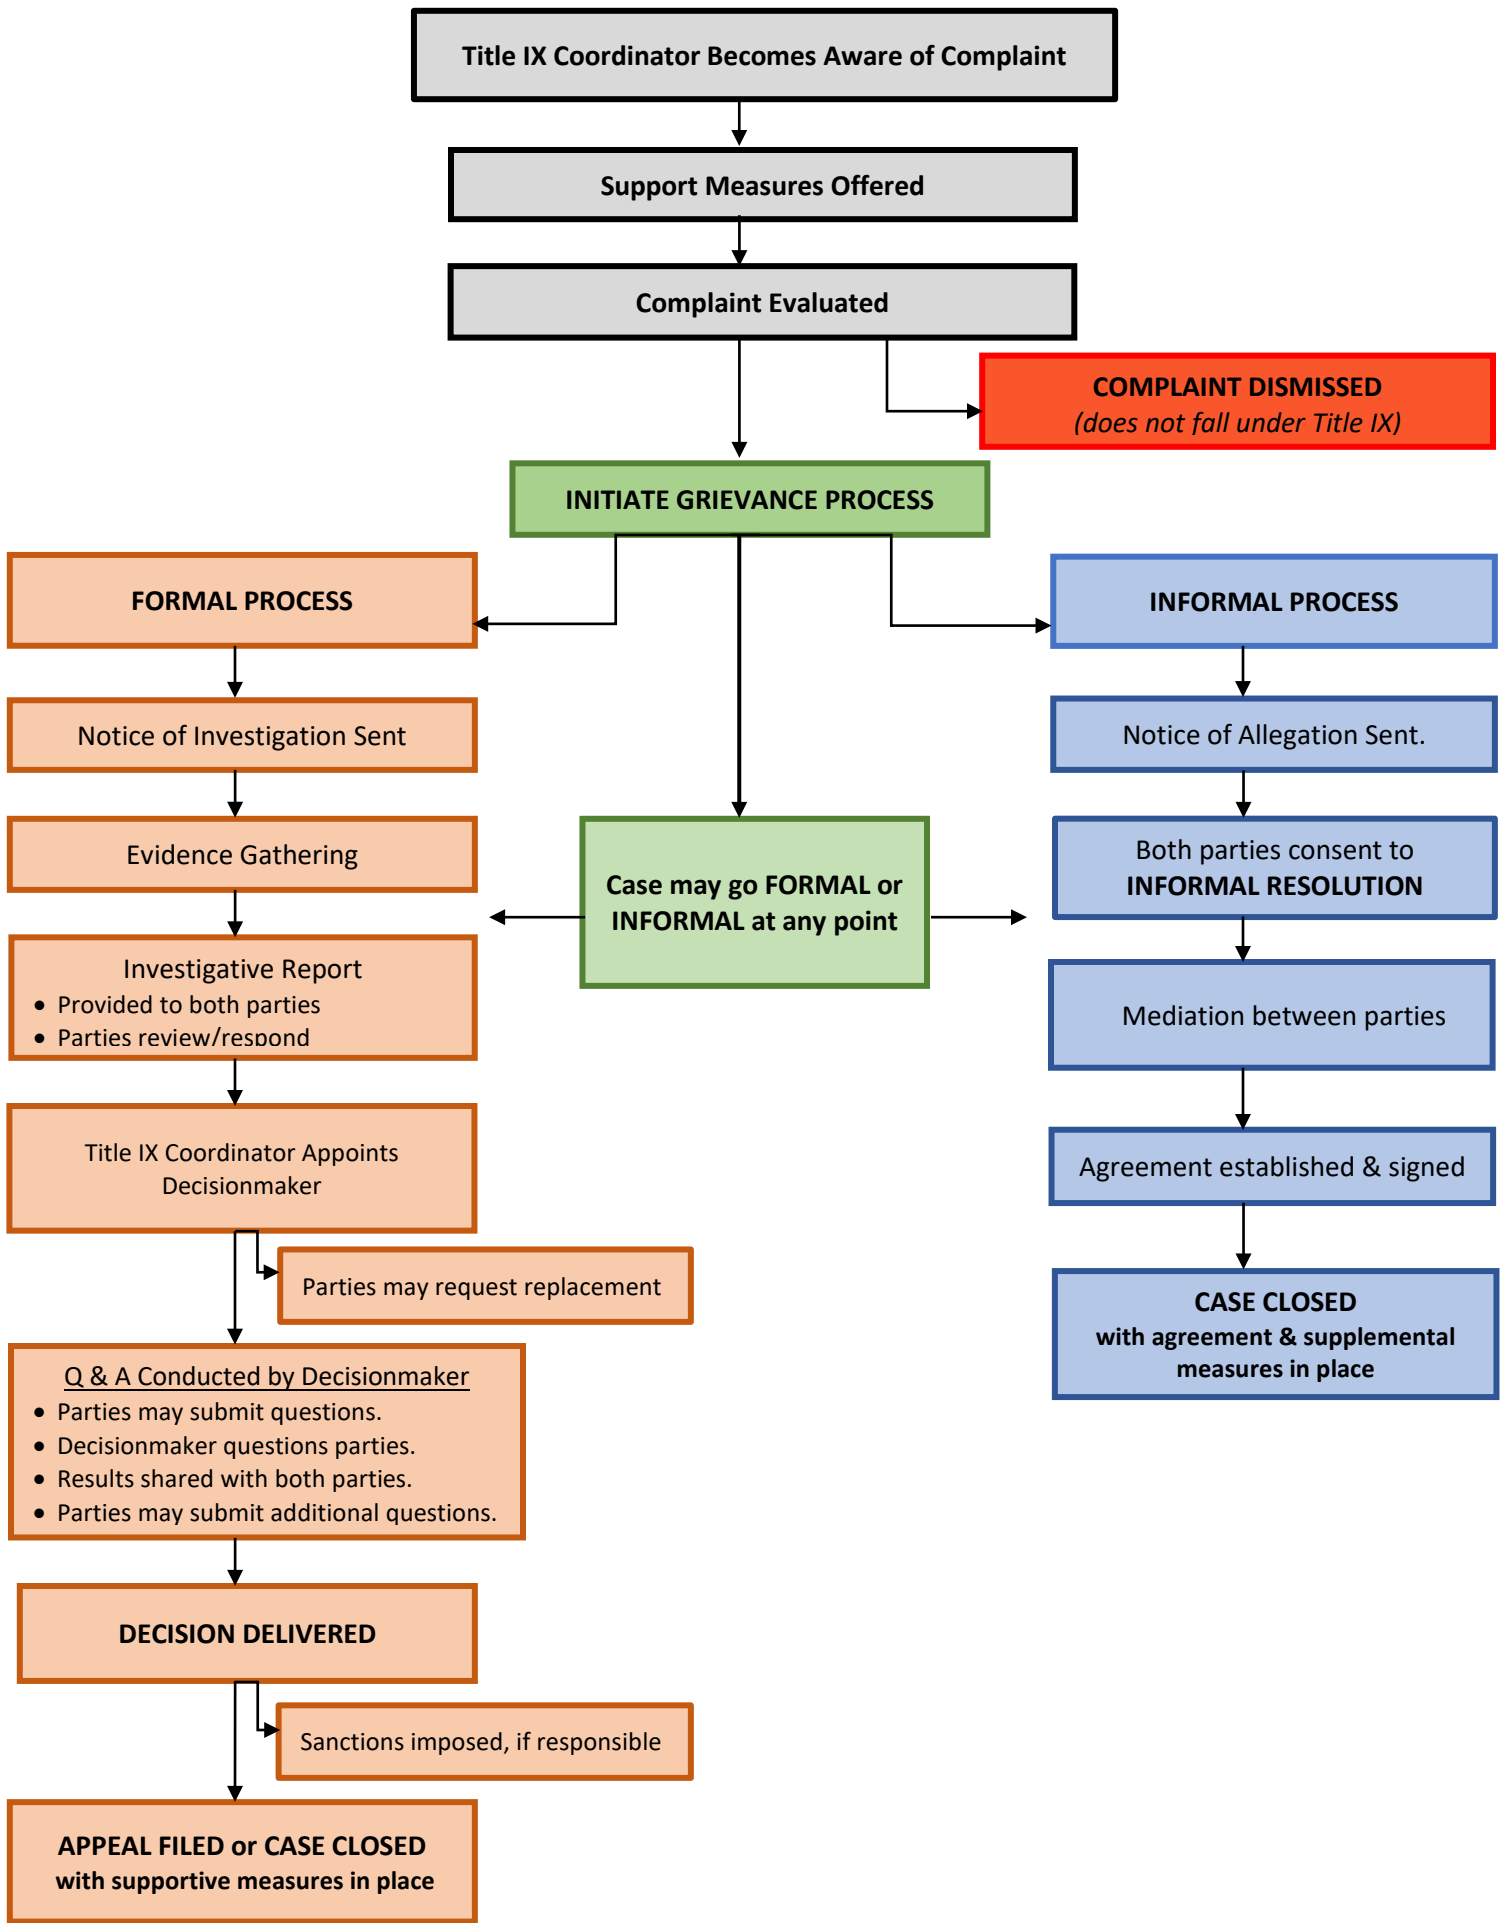 Title IX Coordinator Becomes Aware of Complaint
Support Measures Offered
Complaint Evaluated
COMPLAINT DISMISSED
(does not fall under Title IX)
INITIATE GRIEVANCE PROCESS
FORMAL PROCESS
Notice of Investigation Sent
Evidence Gathering
Investigative Report
• Provided to both parties
• Parties review/respond
Title IX Coordinator Appoints
Decisionmaker
Parties may request replacement
Q & A Conducted by Decisionmaker
• Parties may submit questions.
• Decisionmaker questions parties.
• Results shared with both parties.
• Parties may submit additional questions.
DECISION DELIVERED
Sanctions imposed, if responsible
APPEAL FILED or CASE CLOSED
with supportive measures in place
Case may go FORMAL or
INFORMAL at any point
INFORMAL PROCESS
Notice of Allegation Sent.
Both parties consent to
INFORMAL RESOLUTION
Mediation between parties
Agreement established & signed
CASE CLOSED
with agreement & supplemental
measures in place